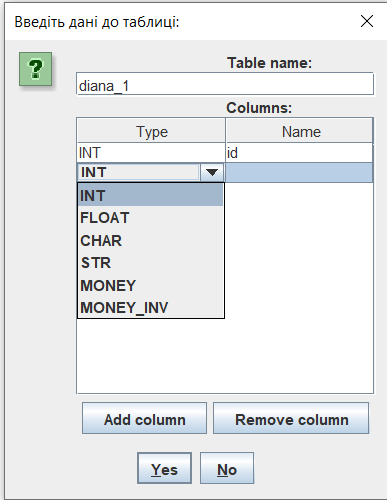 Введіть дані до таблиці:
Table name:
diana_1
Columns:
Type Name
INT id
INT
INT
FLOAT
CHAR
STR
MONEY
MONEY_INV
Add column Remove column
Yes No